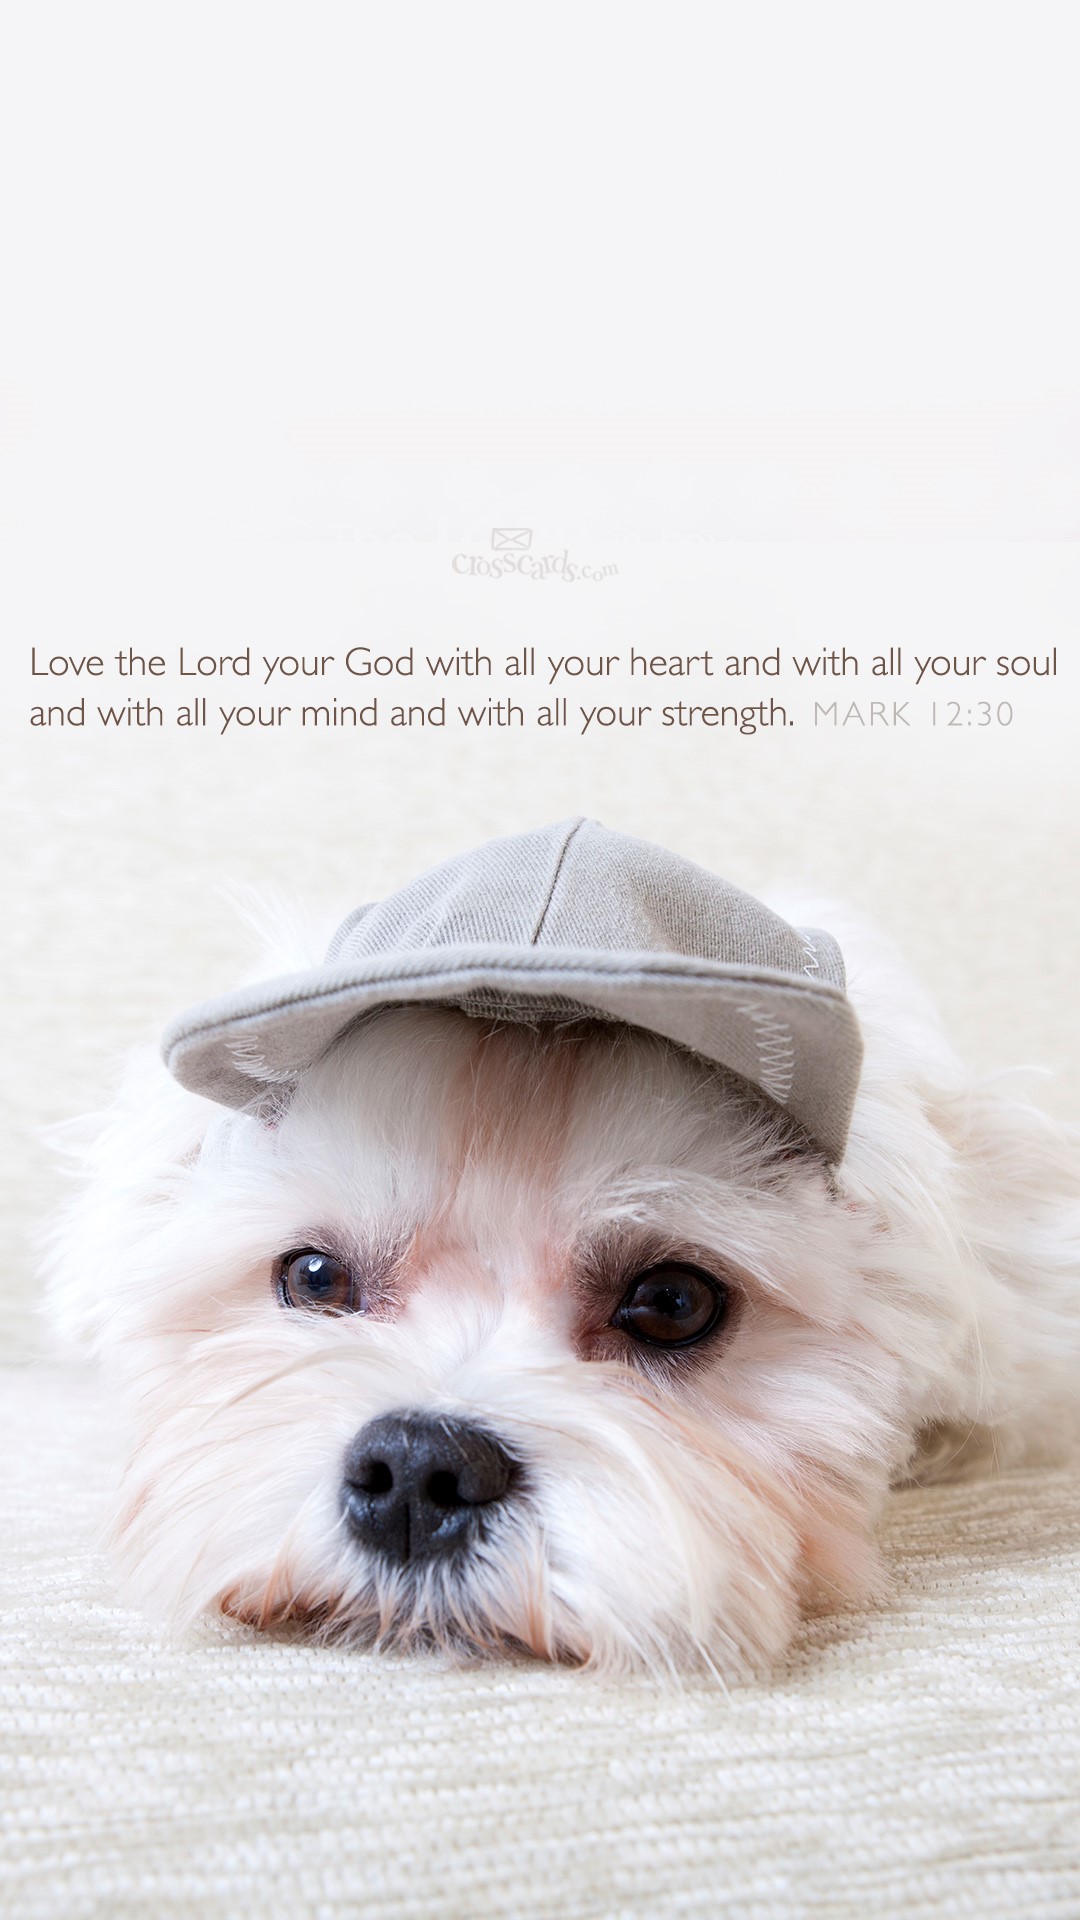 crosscards.com
Love the Lord your God with all your heart and with all your soul
and with all your mind and with all your strength. MARK 12:30